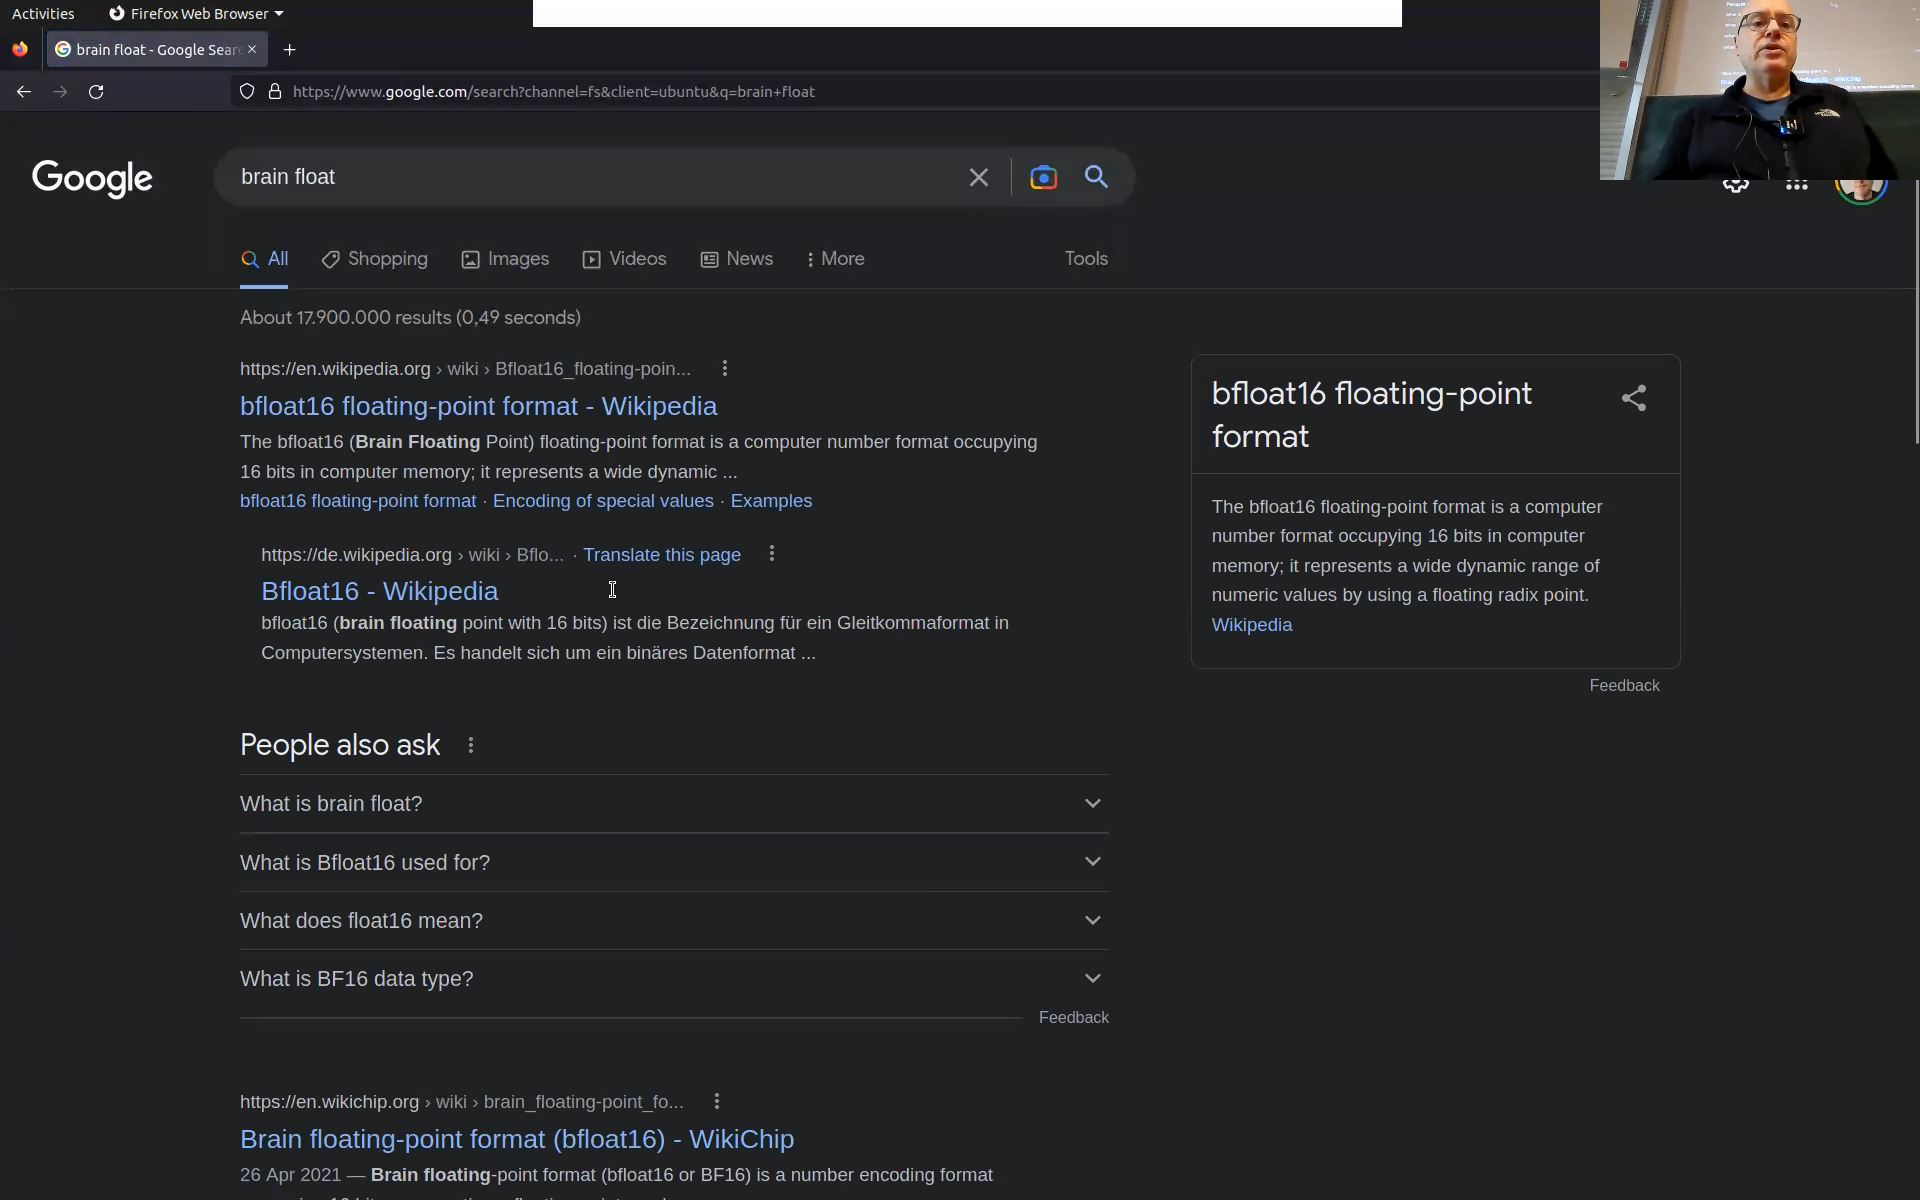 Activities
Firefox Web Browser
brain float - Google Sear
https://www.google.com/search?channel=fs&client=ubuntu&q=brain+float
Google
brain float
All
Shopping
Images
Videos
News
More
Tools
About 17.900.000 results (0,49 seconds)
https://en.wikipedia.org › wiki › Bfloat16_floating-poin...
bfloat16 floating-point format - Wikipedia
The bfloat16 (Brain Floating Point) floating-point format is a computer number format occupying
16 bits in computer memory; it represents a wide dynamic ...
bfloat16 floating-point format · Encoding of special values · Examples
https://de.wikipedia.org › wiki › Bflo... · Translate this page
Bfloat16 - Wikipedia
bfloat16 (brain floating point with 16 bits) ist die Bezeichnung für ein Gleitkommaformat in
Computersystemen. Es handelt sich um ein binäres Datenformat ...
People also ask
What is brain float?
What is Bfloat16 used for?
What does float16 mean?
What is BF16 data type?
Feedback
https://en.wikichip.org › wiki › brain_floating-point_fo...
Brain floating-point format (bfloat16) - WikiChip
26 Apr 2021 — Brain floating-point format (bfloat16 or BF16) is a number encoding format
bfloat16 floating-point
format
The bfloat16 floating-point format is a computer
number format occupying 16 bits in computer
memory; it represents a wide dynamic range of
numeric values by using a floating radix point.
Wikipedia
Feedback